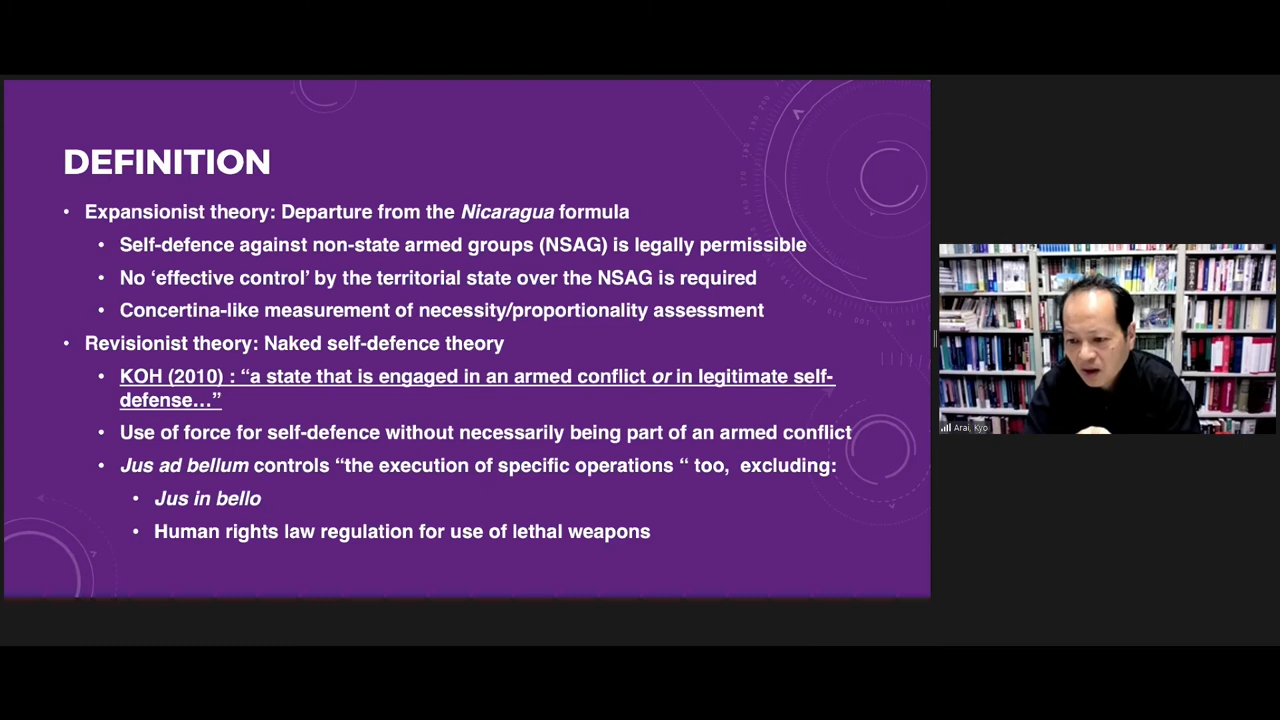 DEFINITION
• Expansionist theory: Departure from the Nicaragua formula
• Self-defence against non-state armed groups (NSAG) is legally permissible
• No ‘effective control’ by the territorial state over the NSAG is required
• Concertina-like measurement of necessity/proportionality assessment
• Revisionist theory: Naked self-defence theory
• KOH (2010) : “a state that is engaged in an armed conflict or in legitimate self-
defense…”
• Use of force for self-defence without necessarily being part of an armed conflict
• Jus ad bellum controls “the execution of specific operations “ too,  excluding:
• Jus in bello
• Human rights law regulation for use of lethal weapons
Arai, Kyo